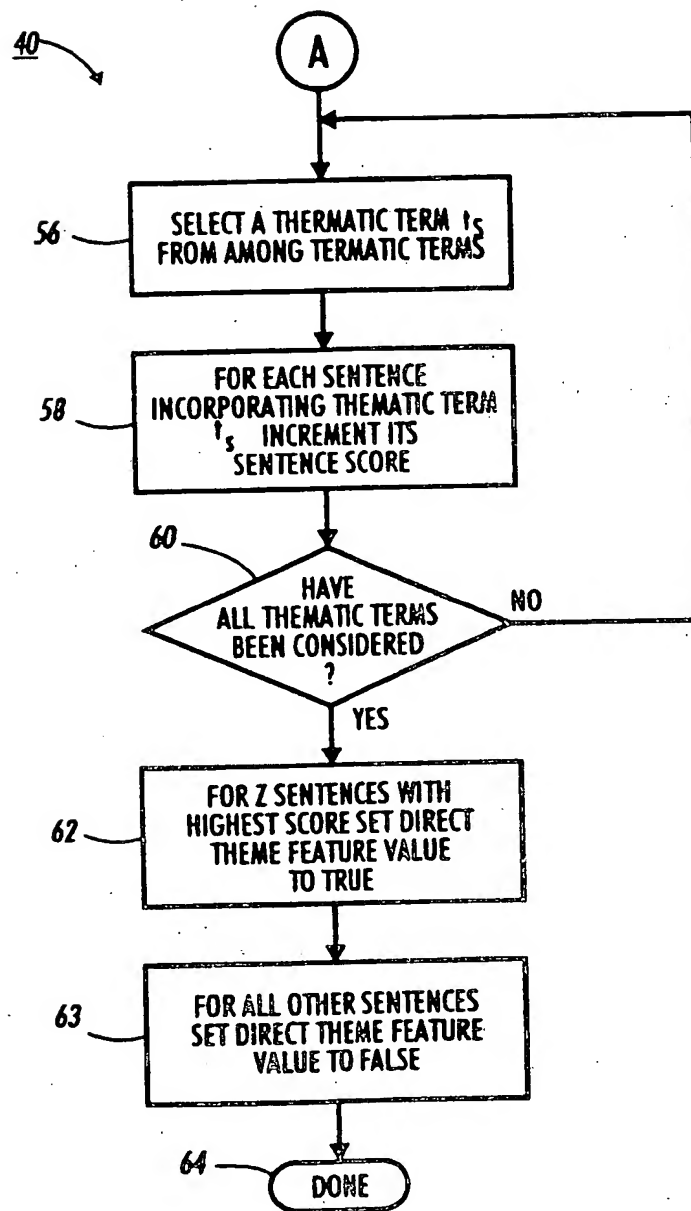 40
A
56
SELECT A THERMATIC TERM ts
FROM AMONG TERMATIC TERMS
58
FOR EACH SENTENCE
INCORPORATING THEMATIC TERM
ts INCREMENT ITS
SENTENCE SCORE
60
HAVE
ALL THEMATIC TERMS
BEEN CONSIDERED
?
NO
YES
62
FOR Z SENTENCES WITH
HIGHEST SCORE SET DIRECT
THEME FEATURE VALUE
TO TRUE
63
FOR ALL OTHER SENTENCES
SET DIRECT THEME FEATURE
VALUE TO FALSE
64
DONE